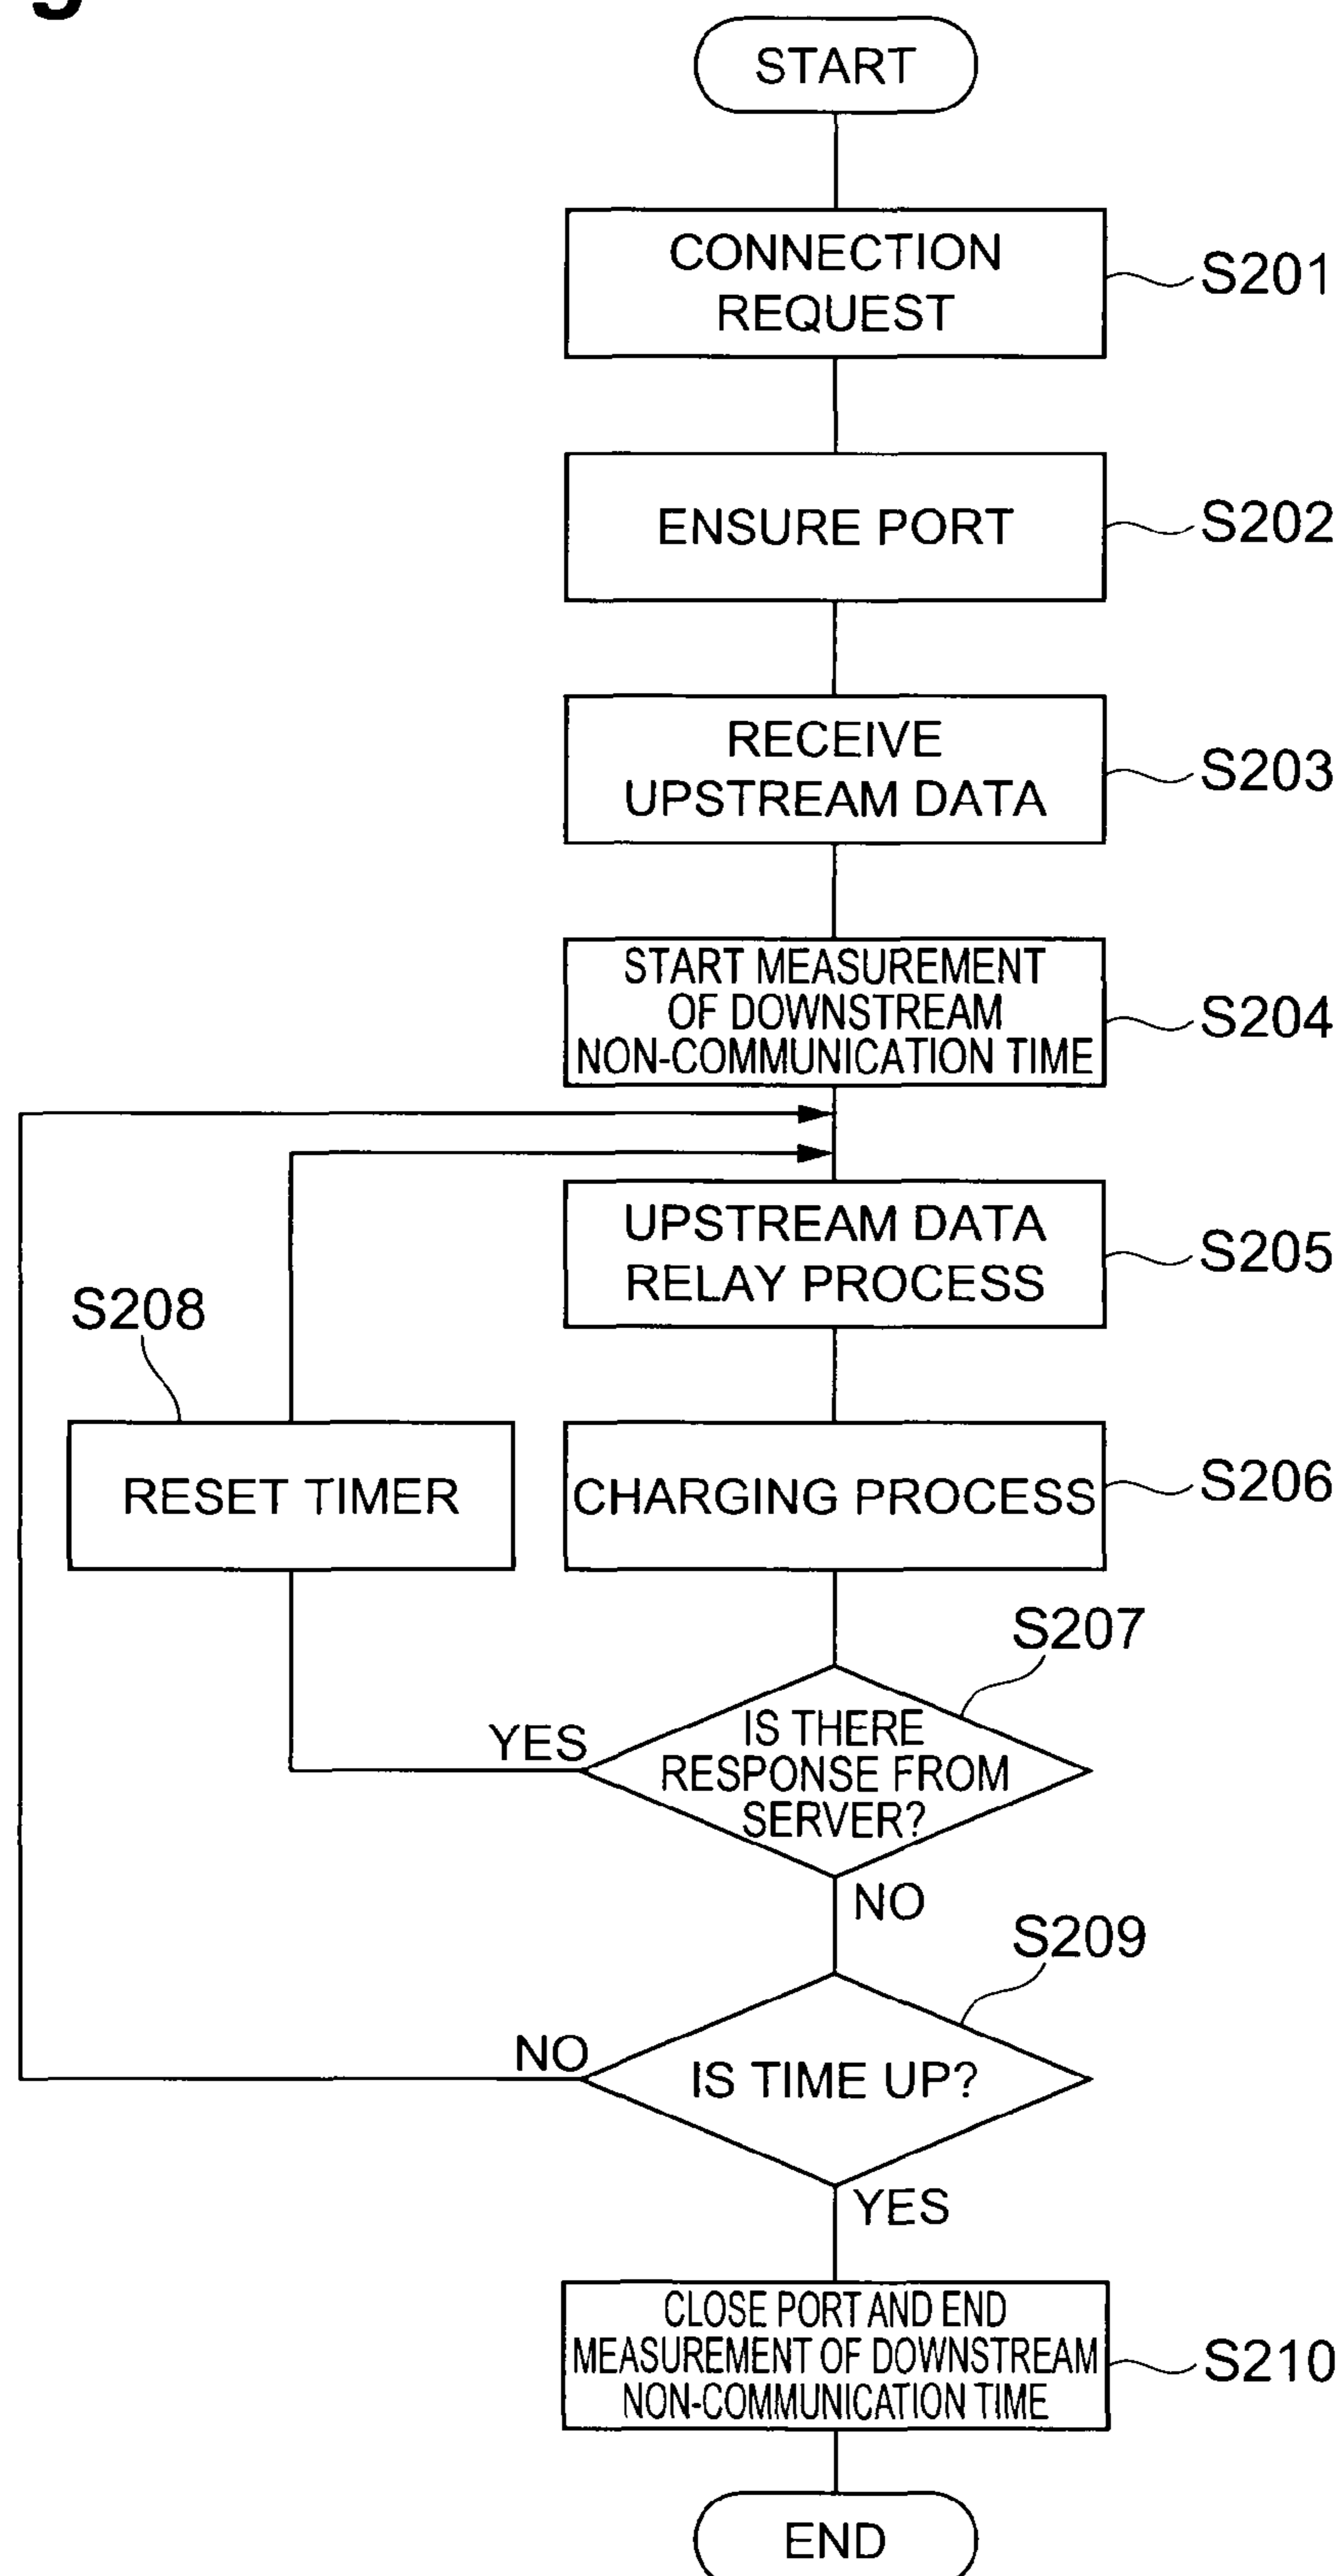 START
CONNECTION
REQUEST
S201
ENSURE PORT
S202
RECEIVE
UPSTREAM DATA
S203
START MEASUREMENT
OF DOWNSTREAM
NON-COMMUNICATION TIME
S204
UPSTREAM DATA
RELAY PROCESS
S205
S208
RESET TIMER
CHARGING PROCESS
S206
S207
YES
IS THERE
RESPONSE FROM
SERVER?
NO
S209
NO
IS TIME UP?
YES
CLOSE PORT AND END
MEASUREMENT OF DOWNSTREAM
NON-COMMUNICATION TIME
S210
END